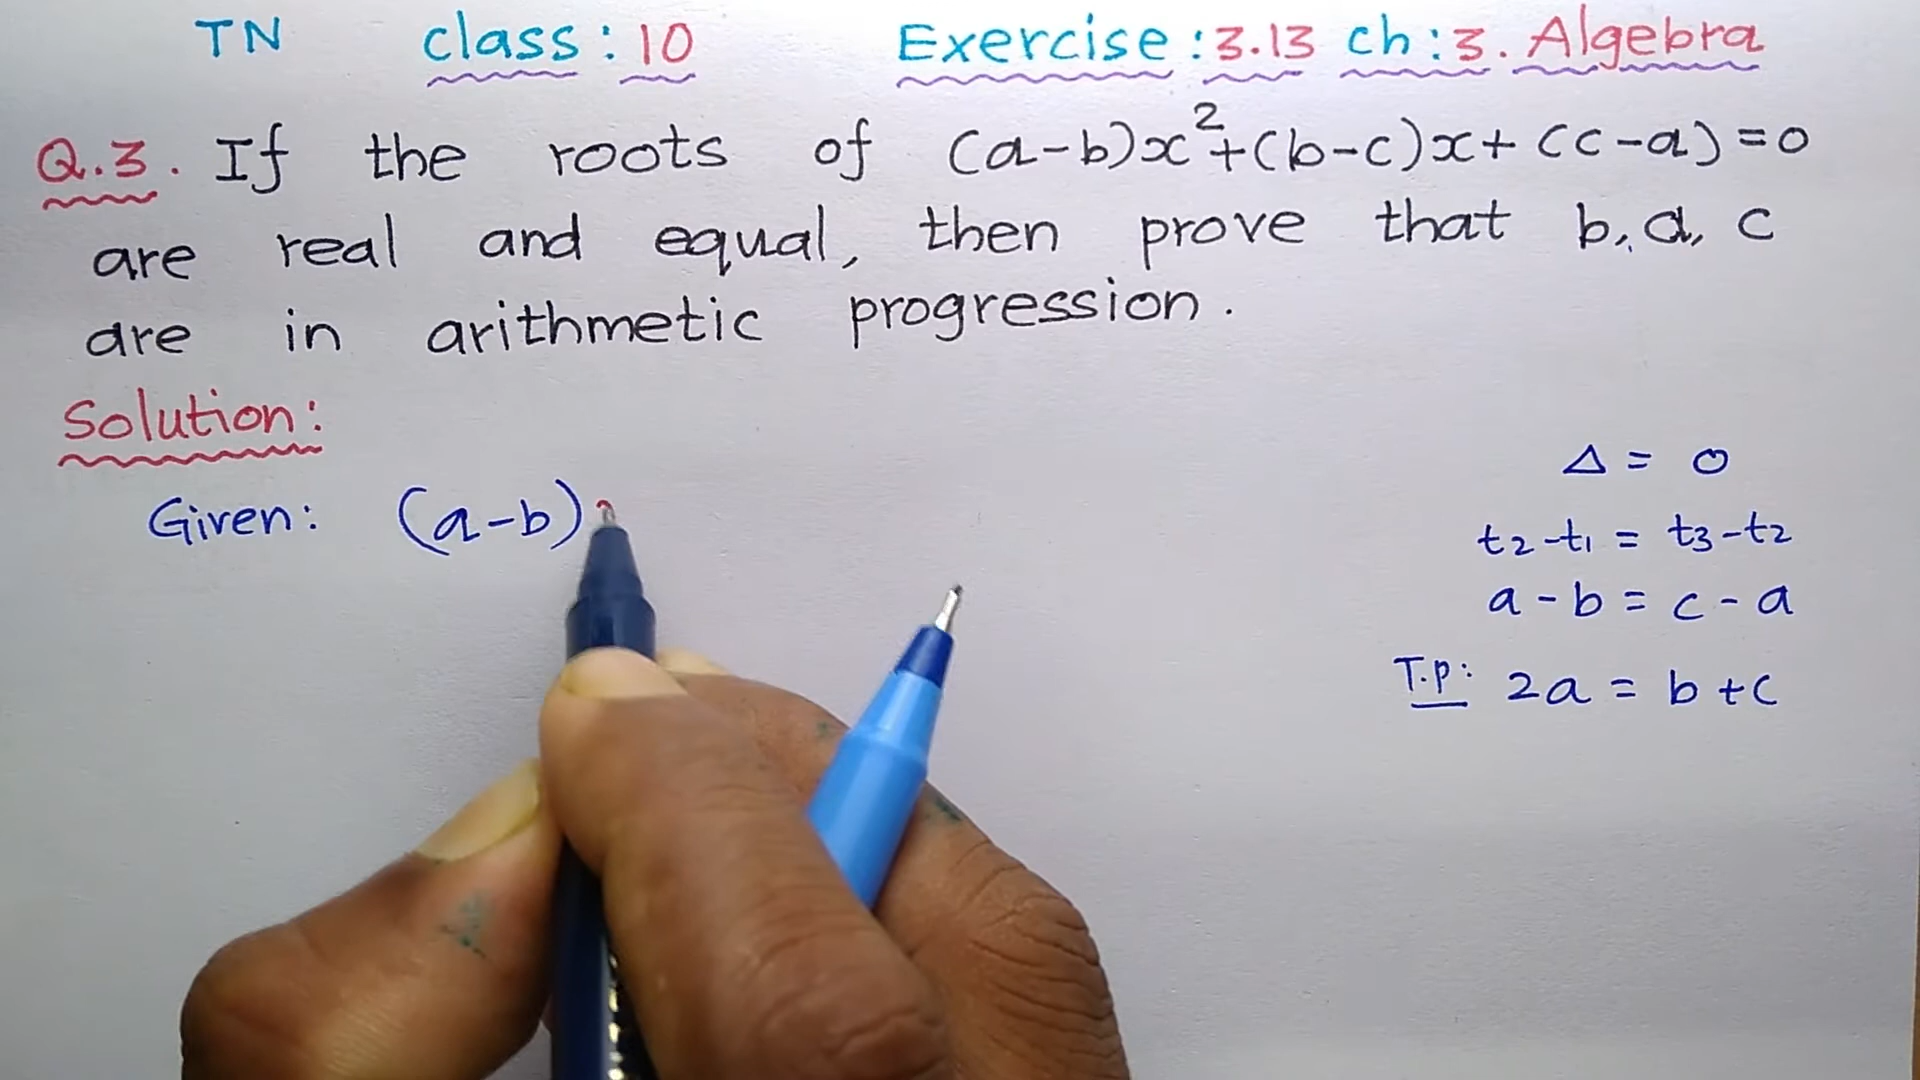 TN class: 10 Exercise: 3.13 ch: 3. Algebra
Q.3. If the roots of (a-b)x²+(b-c)x+(c-a)=0
are real and equal, then prove that b, a, c
are in arithmetic progression.
Solution:
Given: (a-b)
Δ = 0
t2-t1 = t3-t2
a-b = c-a
T.p: 2a = b+c